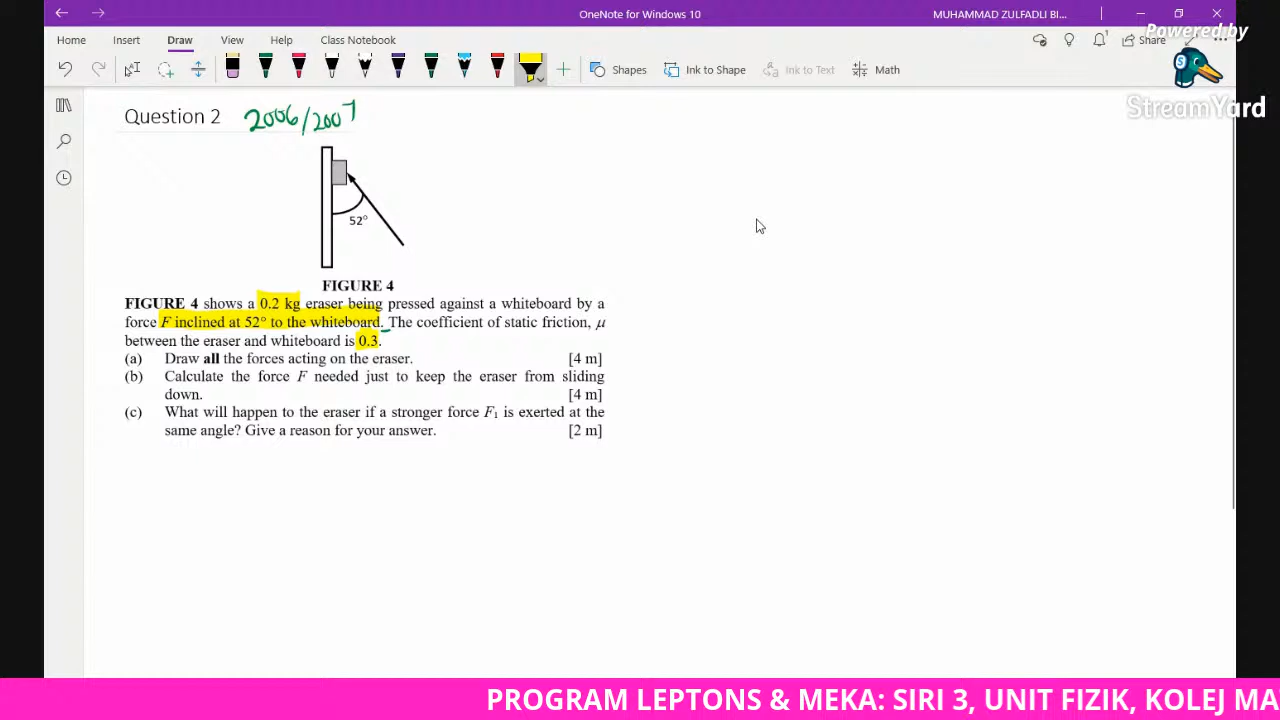 OneNote for Windows 10
MUHAMMAD ZULFADLI BI...
Powered by
Home Insert Draw View Help Class Notebook
Share
Shapes Ink to Shape Ink to Text Math
StreamYard
Question 2 2006/2007
52°
FIGURE 4
FIGURE 4 shows a 0.2 kg eraser being pressed against a whiteboard by a
force F inclined at 52° to the whiteboard. The coefficient of static friction, μ
between the eraser and whiteboard is 0.3.
(a) Draw all the forces acting on the eraser. [4 m]
(b) Calculate the force F needed just to keep the eraser from sliding
down. [4 m]
(c) What will happen to the eraser if a stronger force F₁ is exerted at the
same angle? Give a reason for your answer. [2 m]
PROGRAM LEPTONS & MEKA: SIRI 3, UNIT FIZIK, KOLEJ MA